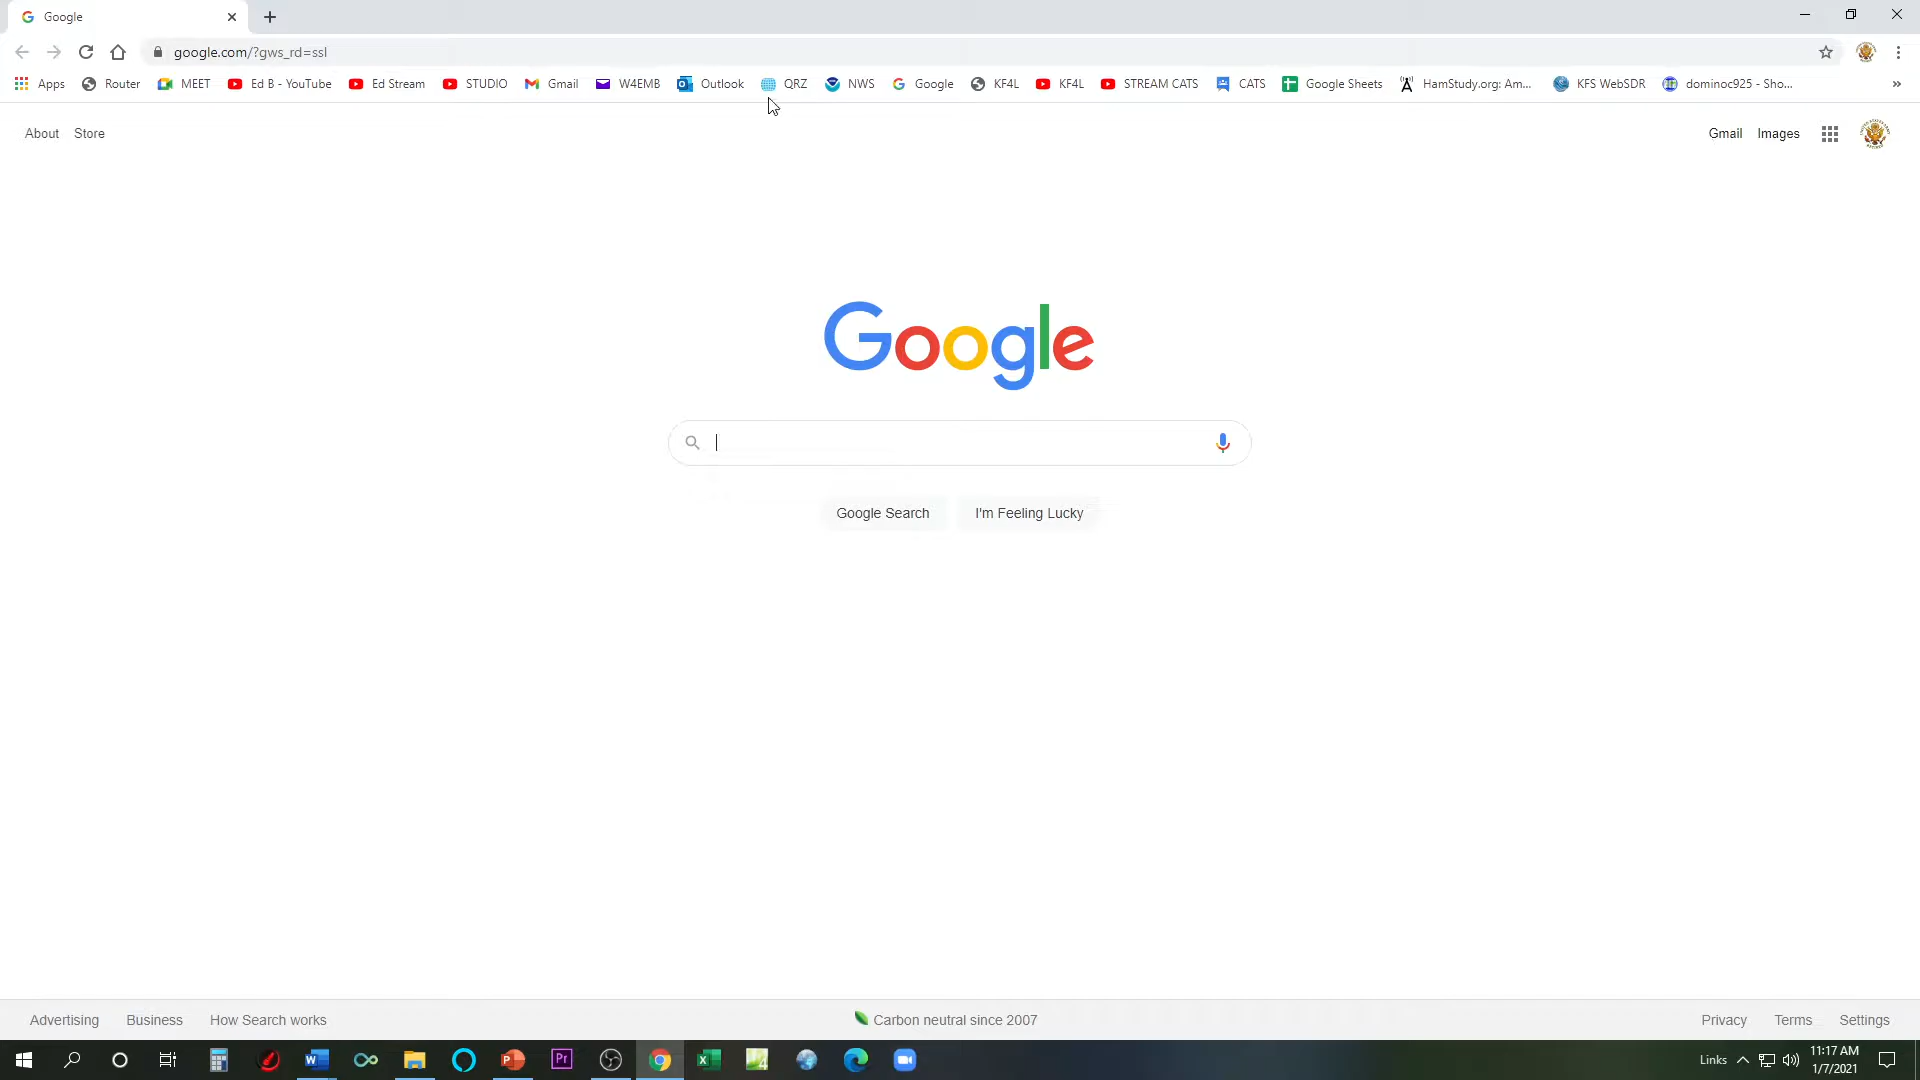 Google
google.com/?gws_rd=ssl
Apps Router MEET Ed B - YouTube Ed Stream STUDIO Gmail W4EMB Outlook QRZ NWS Google KF4L KF4L STREAM CATS CATS Google Sheets HamStudy.org: Am... KFS WebSDR dominoc925 - Sho... »
About Store Gmail Images
Google
Google Search I'm Feeling Lucky
Advertising Business How Search works Carbon neutral since 2007 Privacy Terms Settings
Links 11:17 AM
1/7/2021